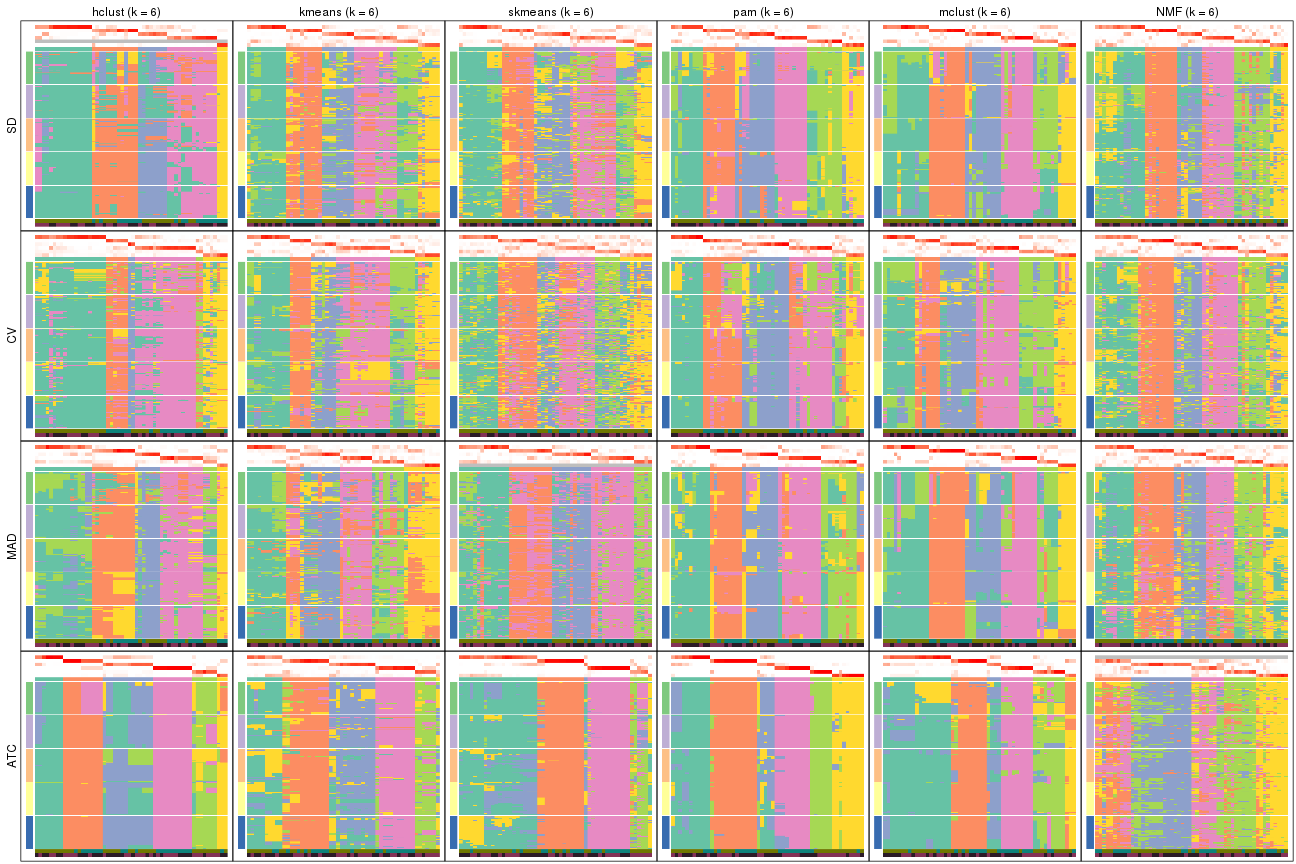 hclust (k = 6) kmeans (k = 6) skmeans (k = 6) pam (k = 6) mclust (k = 6) NMF (k = 6)
SD
CV
MAD
ATC